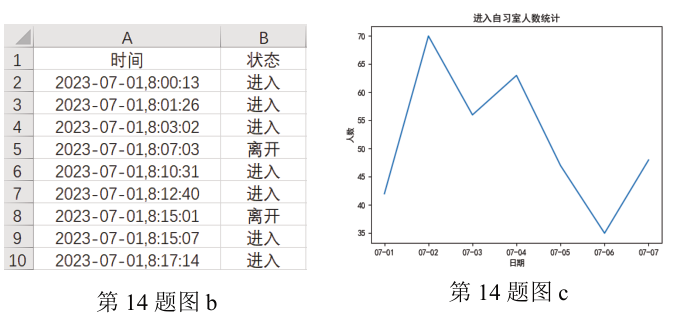 A B
1 时间 状态
2 2023-07-01,8:00:13 进入
3 2023-07-01,8:01:26 进入
4 2023-07-01,8:03:02 进入
5 2023-07-01,8:07:03 离开
6 2023-07-01,8:10:31 进入
7 2023-07-01,8:12:40 进入
8 2023-07-01,8:15:01 离开
9 2023-07-01,8:15:07 进入
10 2023-07-01,8:17:14 进入
第 14 题图 b
进入自习室人数统计
70
65
60
55
50
45
40
35
人数
07-01 07-02 07-03 07-04 07-05 07-06 07-07
日期
第 14 题图 c